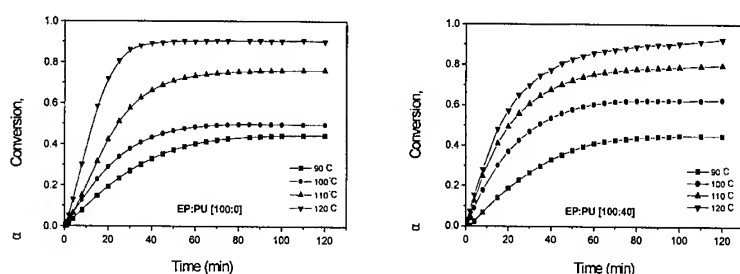 Conversion, α
1.0
0.8
0.6
0.4
0.2
0.0
90 C
100°C
110°C
120 C
EP:PU [100:0]
0 20 40 60 80 100 120
Time (min)
Conversion, α
1.0
0.8
0.6
0.4
0.2
0.0
90 C
100 C
110 C
120 C
EP:PU [100:40]
0 20 40 60 80 100 120
Time (min)